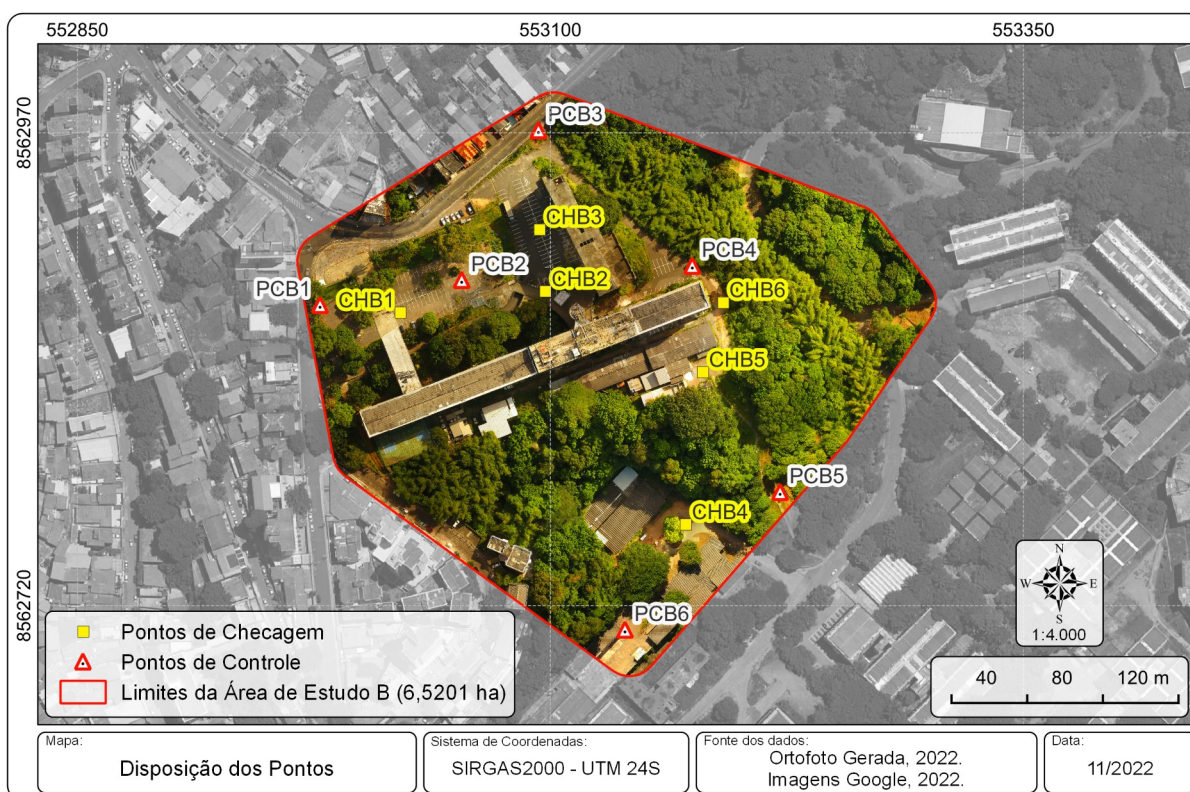 552850
553100
553350
8562970
8562720
PCB3
CHB3
PCB2
PCB4
PCB1
CHB1
CHB2
CHB6
CHB5
PCB5
CHB4
PCB6
N
W E
S
1:4.000
Pontos de Checagem
Pontos de Controle
Limites da Área de Estudo B (6,5201 ha)
40 80 120 m
Mapa:
Disposição dos Pontos
Sistema de Coordenadas:
SIRGAS2000 - UTM 24S
Fonte dos dados:
Ortofoto Gerada, 2022.
Imagens Google, 2022.
Data:
11/2022